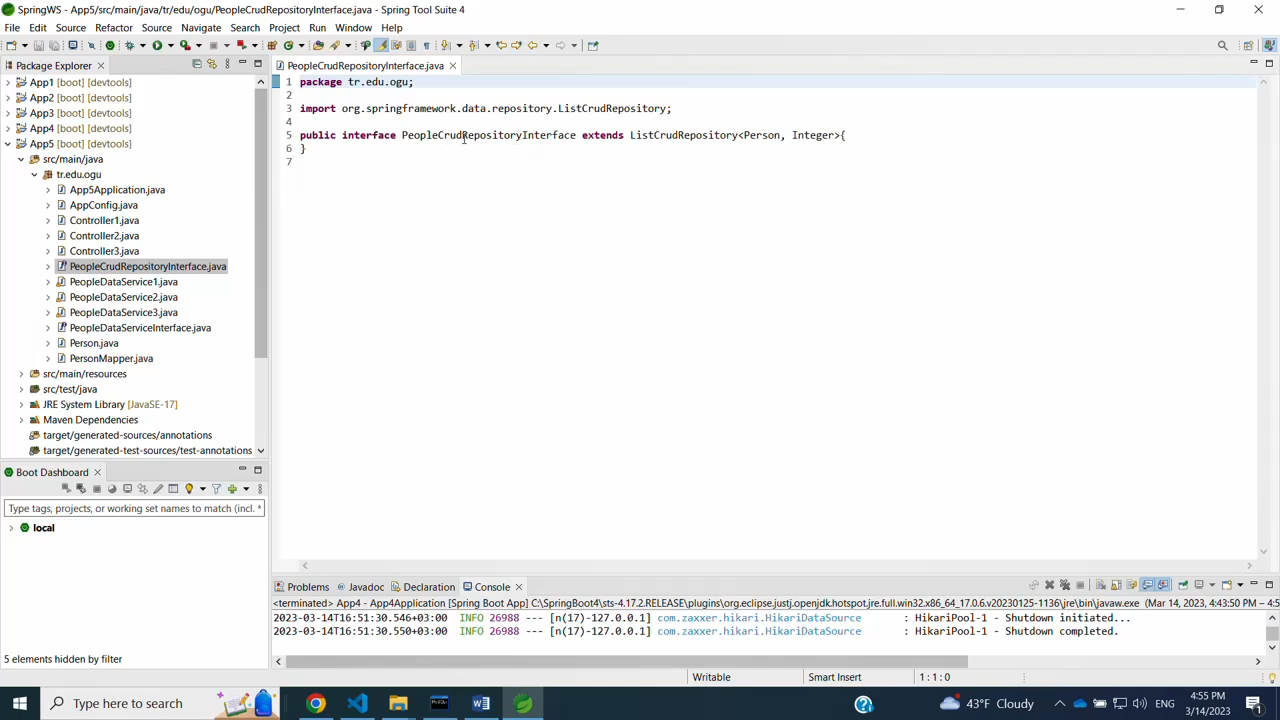 SpringWS - App5/src/main/java/tr/edu/ogu/PeopleCrudRepositoryInterface.java - Spring Tool Suite 4
File Edit Source Refactor Source Navigate Search Project Run Window Help
Package Explorer
App1 [boot] [devtools]
App2 [boot] [devtools]
App3 [boot] [devtools]
App4 [boot] [devtools]
App5 [boot] [devtools]
src/main/java
tr.edu.ogu
App5Application.java
AppConfig.java
Controller1.java
Controller2.java
Controller3.java
PeopleCrudRepositoryInterface.java
PeopleDataService1.java
PeopleDataService2.java
PeopleDataService3.java
PeopleDataServiceInterface.java
Person.java
PersonMapper.java
src/main/resources
src/test/java
JRE System Library [JavaSE-17]
Maven Dependencies
target/generated-sources/annotations
target/generated-test-sources/test-annotations
Boot Dashboard
Type tags, projects, or working set names to match (incl. *
local
5 elements hidden by filter
PeopleCrudRepositoryInterface.java
1 package tr.edu.ogu;
2
3 import org.springframework.data.repository.ListCrudRepository;
4
5 public interface PeopleCrudRepositoryInterface extends ListCrudRepository<Person, Integer>{
6 }
7
Problems Javadoc Declaration Console
<terminated> App4 - App4Application [Spring Boot App] C:\SpringBoot4\sts-4.17.2.RELEASE\plugins\org.eclipse.justj.openjdk.hotspot.jre.full.win32.x86_64_17.0.6.v20230125-1136\jre\bin\javaw.exe (Mar 14, 2023, 4:43:50 PM – 4:5
2023-03-14T16:51:30.546+03:00 INFO 26988 --- [n(17)-127.0.0.1] com.zaxxer.hikari.HikariDataSource : HikariPool-1 - Shutdown initiated...
2023-03-14T16:51:30.550+03:00 INFO 26988 --- [n(17)-127.0.0.1] com.zaxxer.hikari.HikariDataSource : HikariPool-1 - Shutdown completed.
Writable Smart Insert 1 : 1 : 0
Type here to search
43°F Cloudy
ENG
4:55 PM
3/14/2023
1